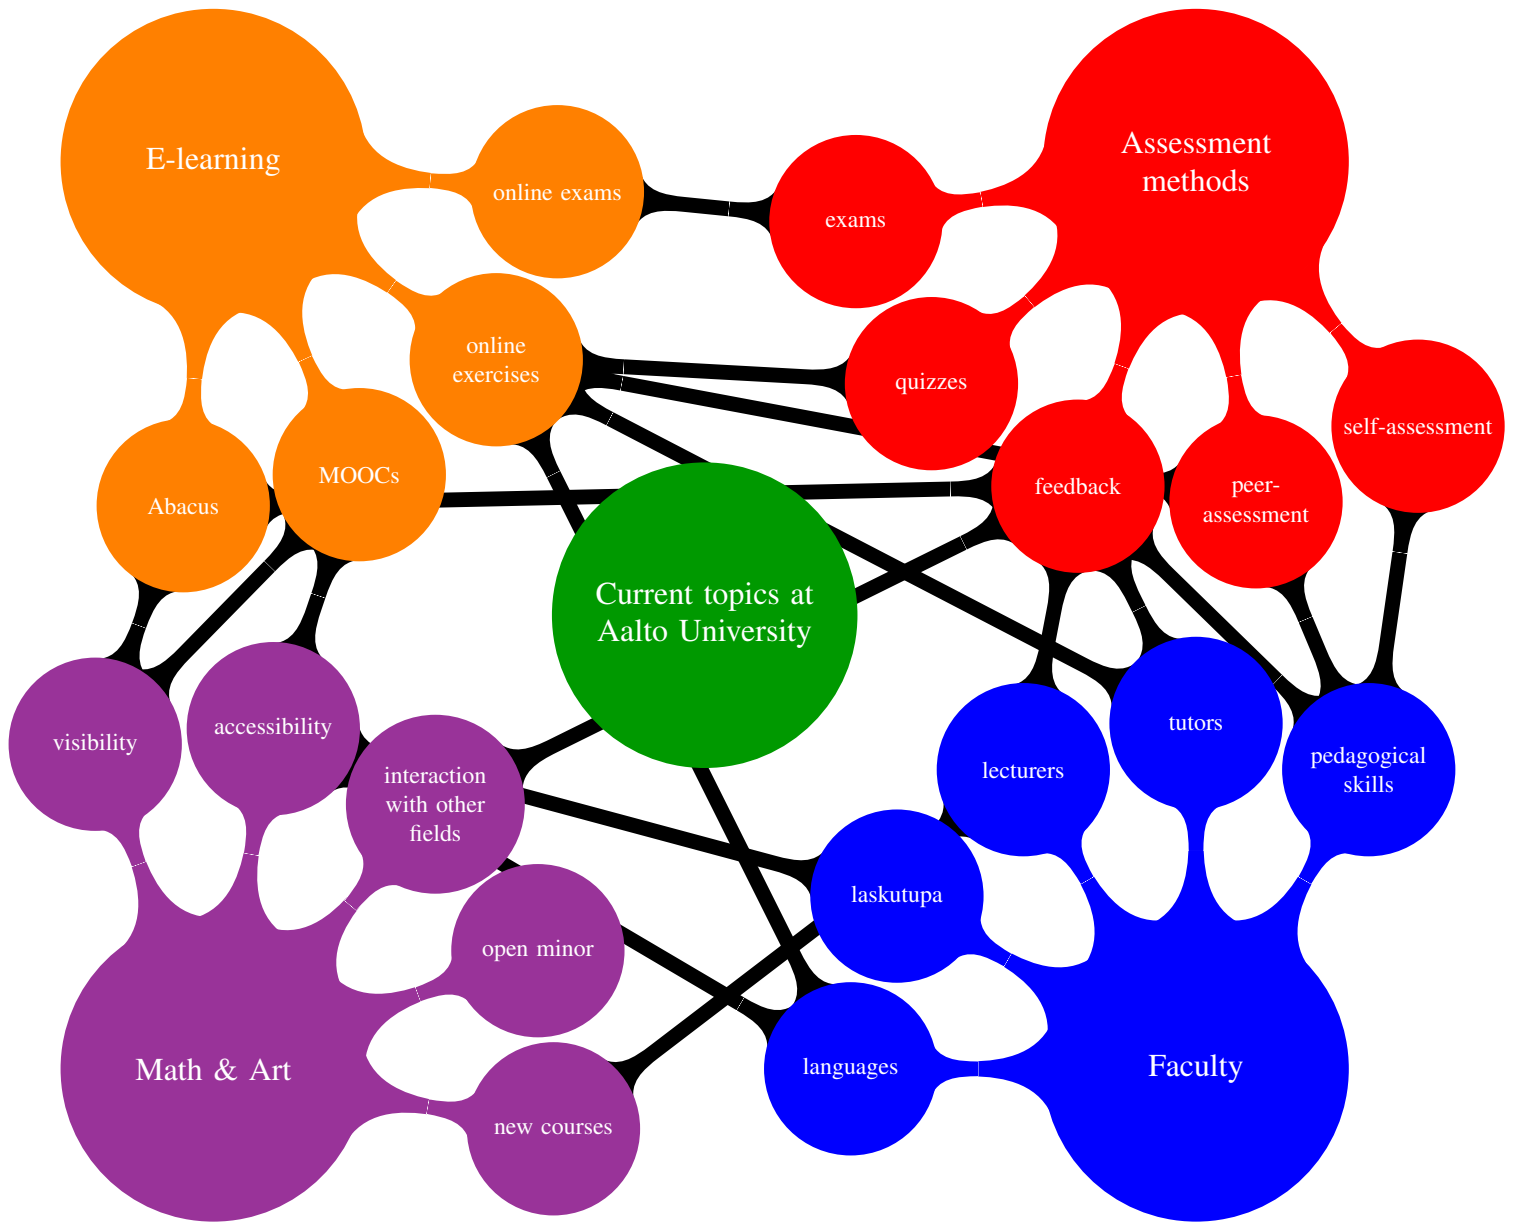 E-learning
online exams
online
exercises
MOOCs
Abacus
Assessment
methods
exams
quizzes
feedback
peer-
assessment
self-assessment
Current topics at
Aalto University
visibility
accessibility
interaction
with other
fields
open minor
new courses
Math & Art
lecturers
tutors
pedagogical
skills
laskutupa
languages
Faculty